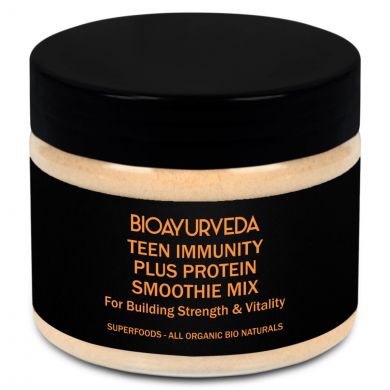 BIOAYURVEDA
TEEN IMMUNITY
PLUS PROTEIN
SMOOTHIE MIX
For Building Strength & Vitality
SUPERFOODS - ALL ORGANIC BIO NATURALS